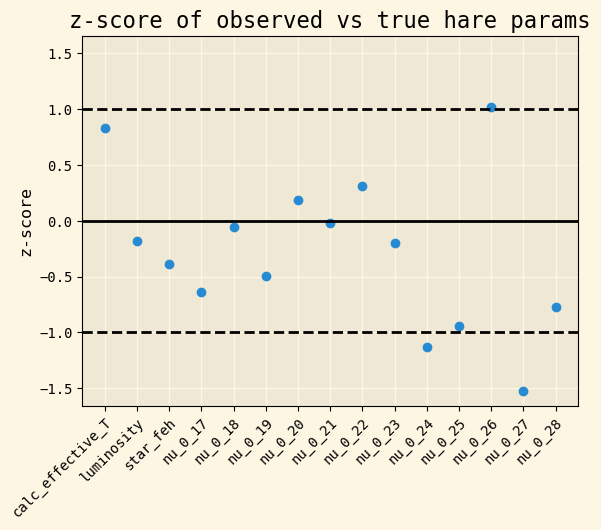 z-score of observed vs true hare params
z-score
1.5
1.0
0.5
0.0
−0.5
−1.0
−1.5
calc_effective_T
luminosity
star_feh
nu_0_17
nu_0_18
nu_0_19
nu_0_20
nu_0_21
nu_0_22
nu_0_23
nu_0_24
nu_0_25
nu_0_26
nu_0_27
nu_0_28